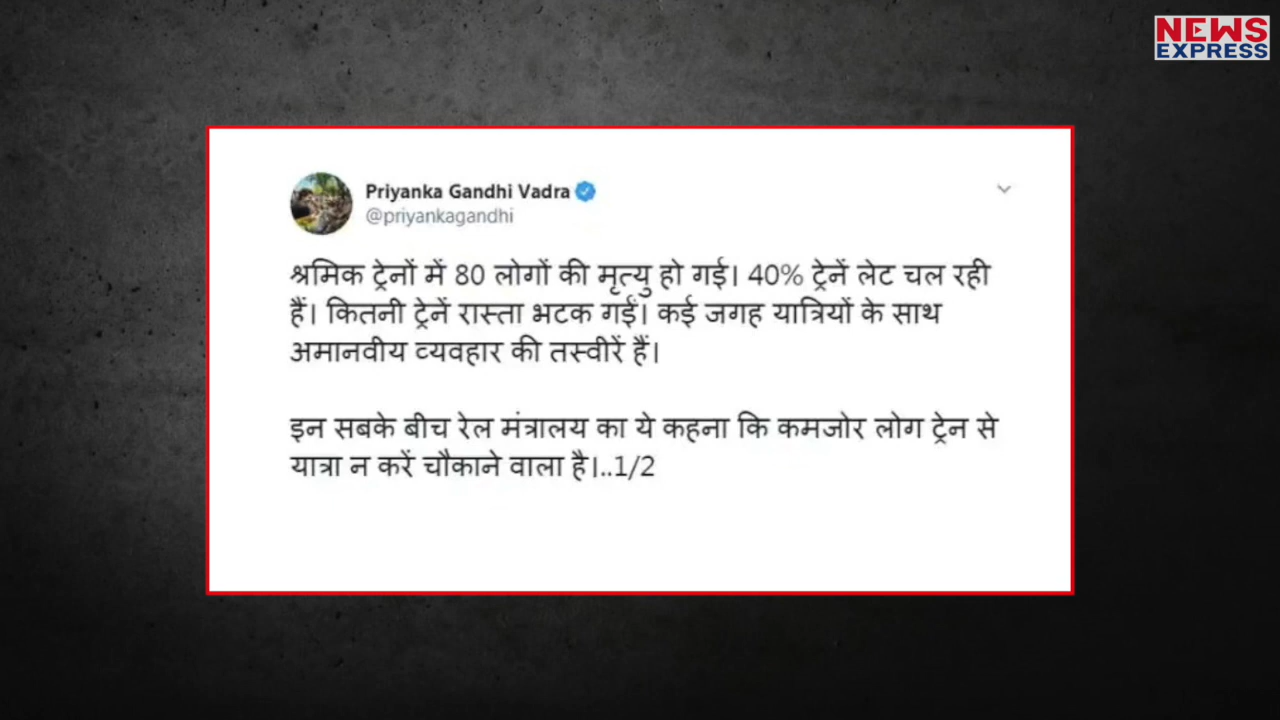 NEWS
EXPRESS
Priyanka Gandhi Vadra
@priyankagandhi
श्रमिक ट्रेनों में 80 लोगों की मृत्यु हो गई। 40% ट्रेनें लेट चल रही
हैं। कितनी ट्रेनें रास्ता भटक गईं। कई जगह यात्रियों के साथ
अमानवीय व्यवहार की तस्वीरें हैं।
इन सबके बीच रेल मंत्रालय का ये कहना कि कमजोर लोग ट्रेन से
यात्रा न करें चौकाने वाला है।..1/2